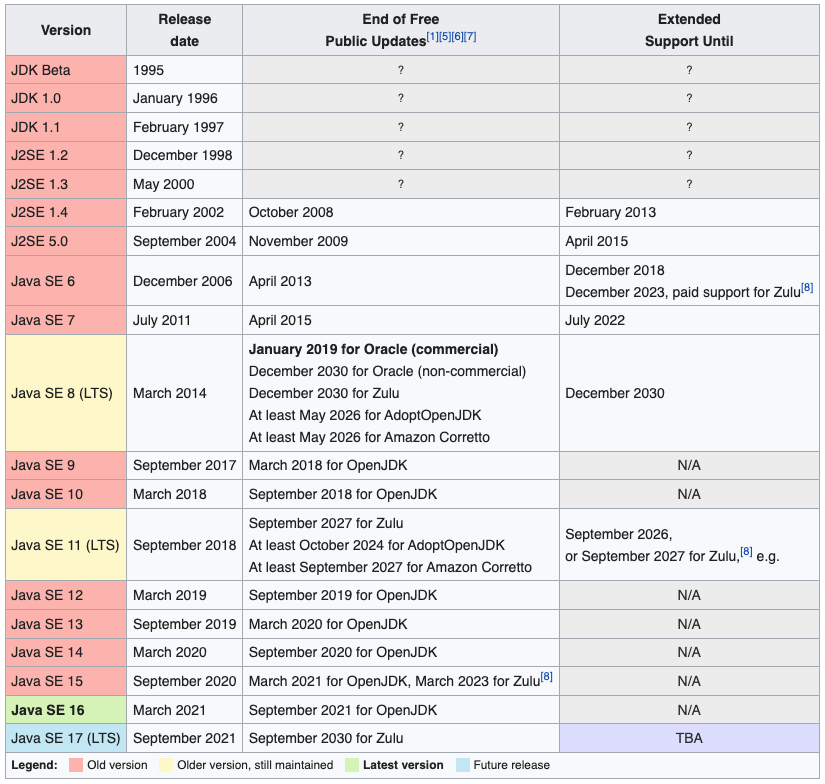 Version
Release date
End of Free Public Updates[1][5][6][7]
Extended Support Until
JDK Beta 1995 ? ?
JDK 1.0 January 1996 ? ?
JDK 1.1 February 1997 ? ?
J2SE 1.2 December 1998 ? ?
J2SE 1.3 May 2000 ? ?
J2SE 1.4 February 2002 October 2008 February 2013
J2SE 5.0 September 2004 November 2009 April 2015
Java SE 6 December 2006 April 2013 December 2018
December 2023, paid support for Zulu[8]
Java SE 7 July 2011 April 2015 July 2022
Java SE 8 (LTS) March 2014
January 2019 for Oracle (commercial)
December 2030 for Oracle (non-commercial)
December 2030 for Zulu
At least May 2026 for AdoptOpenJDK
At least May 2026 for Amazon Corretto
December 2030
Java SE 9 September 2017 March 2018 for OpenJDK N/A
Java SE 10 March 2018 September 2018 for OpenJDK N/A
Java SE 11 (LTS) September 2018
September 2027 for Zulu
At least October 2024 for AdoptOpenJDK
At least September 2027 for Amazon Corretto
September 2026,
or September 2027 for Zulu,[8] e.g.
Java SE 12 March 2019 September 2019 for OpenJDK N/A
Java SE 13 September 2019 March 2020 for OpenJDK N/A
Java SE 14 March 2020 September 2020 for OpenJDK N/A
Java SE 15 September 2020 March 2021 for OpenJDK, March 2023 for Zulu[8] N/A
Java SE 16 March 2021 September 2021 for OpenJDK N/A
Java SE 17 (LTS) September 2021 September 2030 for Zulu TBA
Legend: Old version Older version, still maintained Latest version Future release